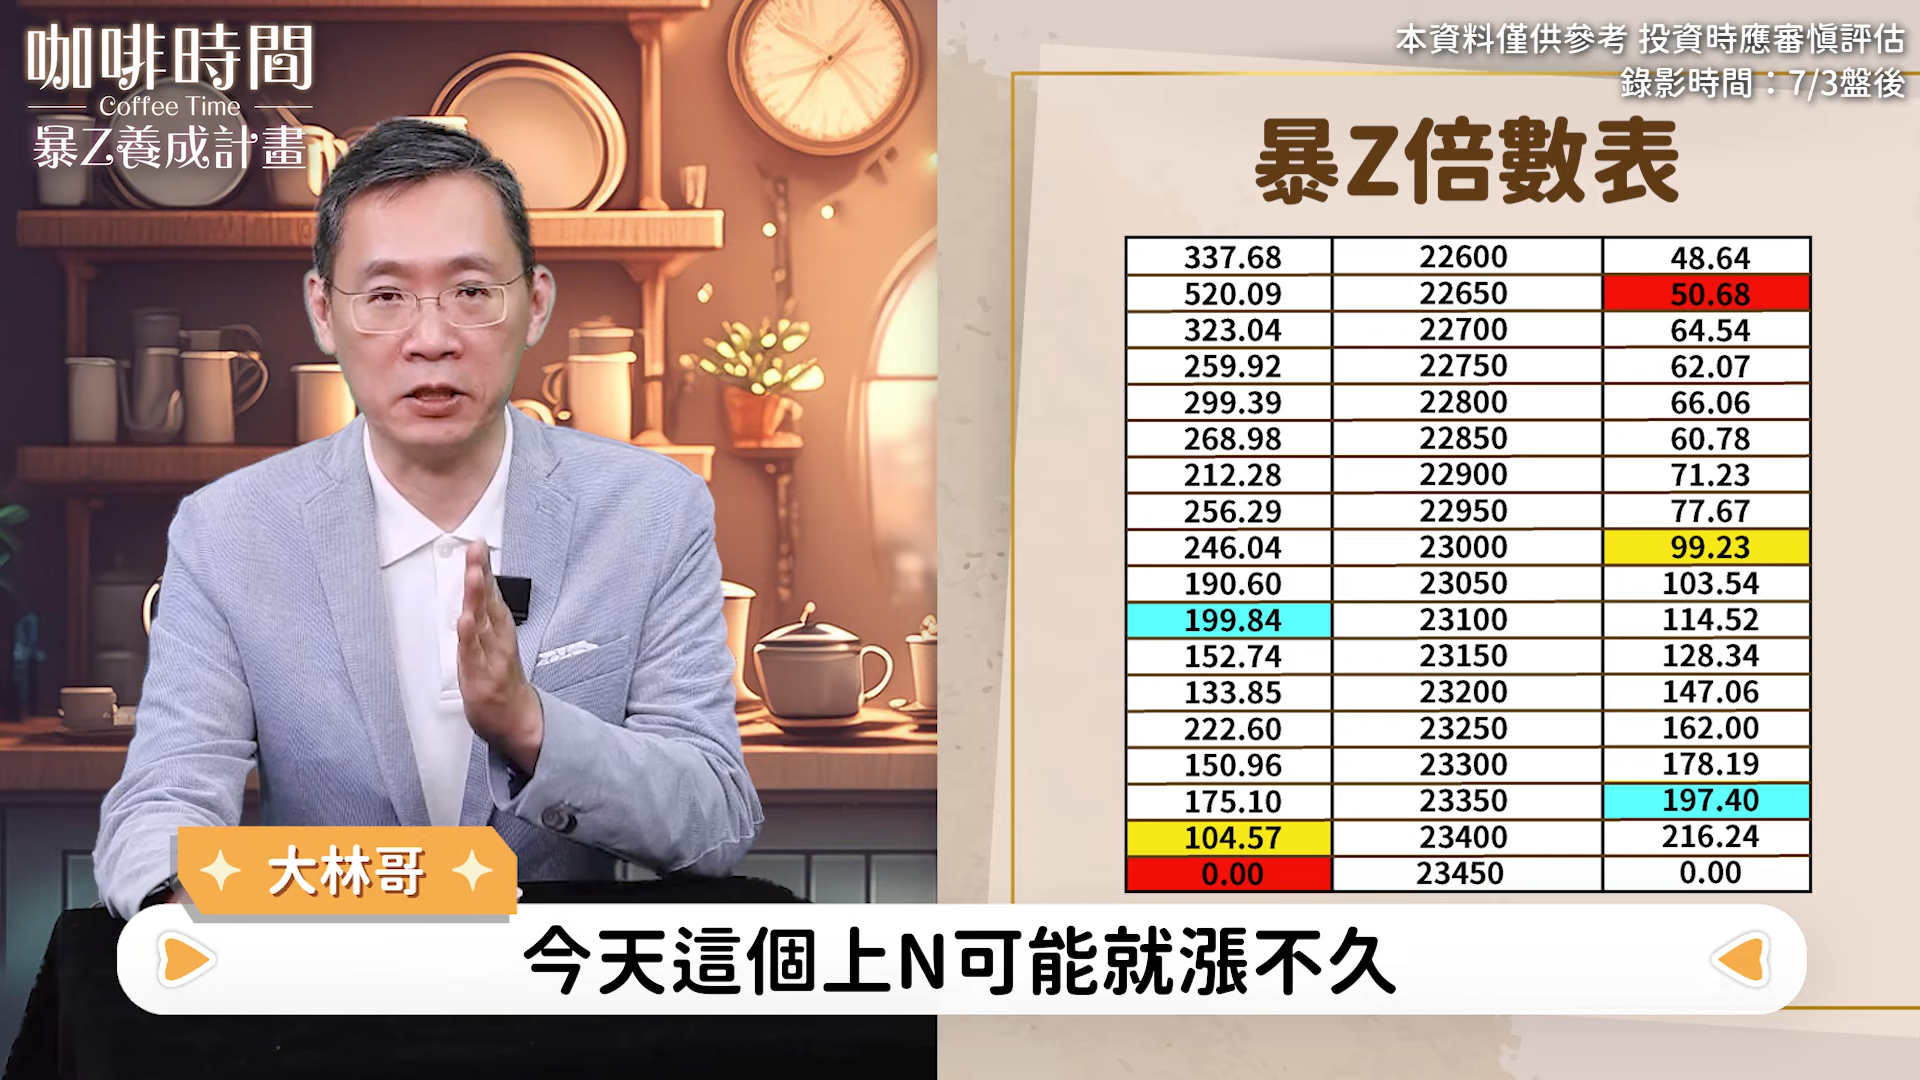 咖啡時間
Coffee Time
暴Z養成計畫
本資料僅供參考 投資時應審慎評估
錄影時間：7/3盤後
暴Z倍數表
337.68 22600 48.64
520.09 22650 50.68
323.04 22700 64.54
259.92 22750 62.07
299.39 22800 66.06
268.98 22850 60.78
212.28 22900 71.23
256.29 22950 77.67
246.04 23000 99.23
190.60 23050 103.54
199.84 23100 114.52
152.74 23150 128.34
133.85 23200 147.06
222.60 23250 162.00
150.96 23300 178.19
175.10 23350 197.40
104.57 23400 216.24
0.00 23450 0.00
大林哥
今天這個上N可能就漲不久